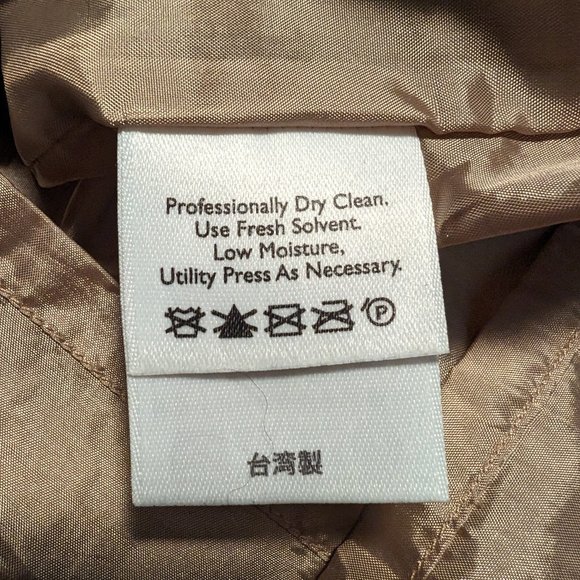 Professionally Dry Clean.
Use Fresh Solvent.
Low Moisture,
Utility Press As Necessary.
P
台湾製